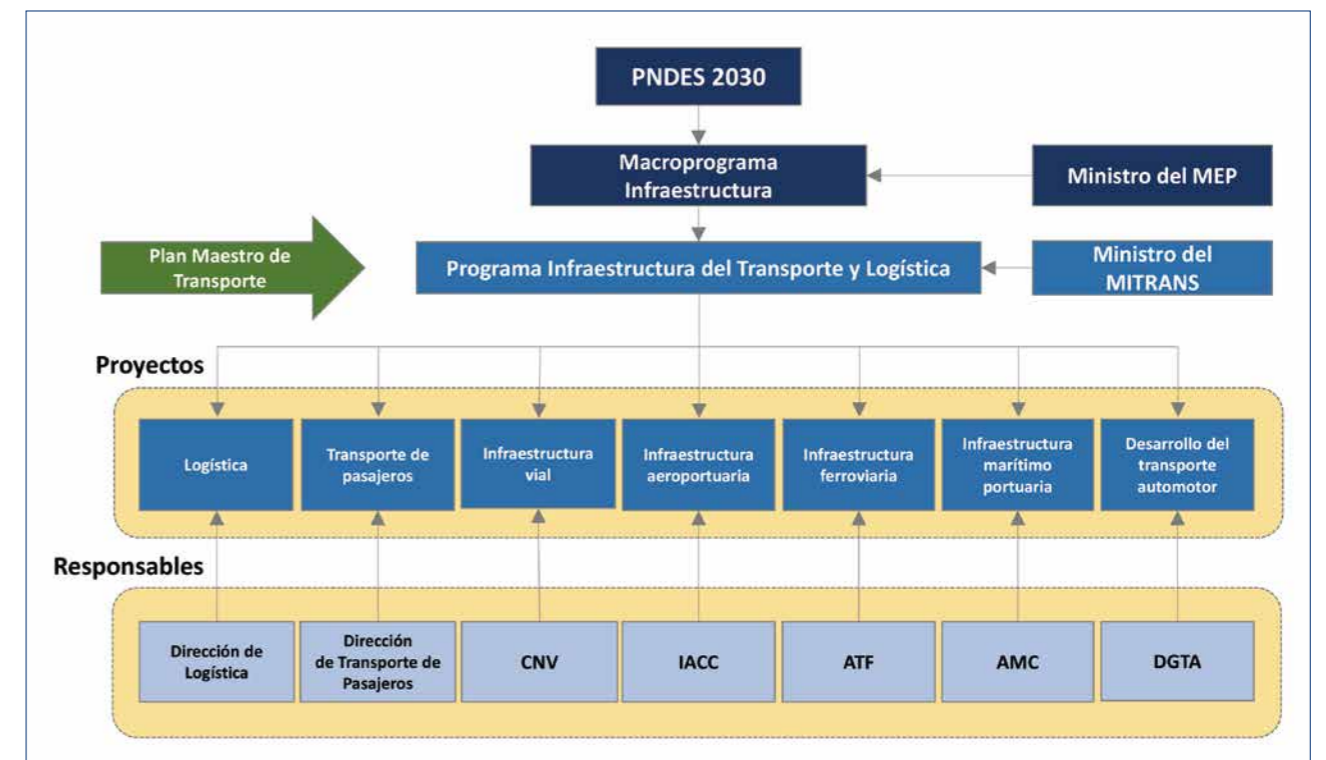 PNDES 2030
Macroprograma
Infraestructura
Ministro del MEP
Plan Maestro de
Transporte
Programa Infraestructura del Transporte y Logística
Ministro del
MITRANS
Proyectos
Logística
Transporte de
pasajeros
Infraestructura
vial
Infraestructura
aeroportuaria
Infraestructura
ferroviaria
Infraestructura
marítimo
portuaria
Desarrollo del
transporte
automotor
Responsables
Dirección de
Logística
Dirección
de Transporte de
Pasajeros
CNV
IACC
ATF
AMC
DGTA